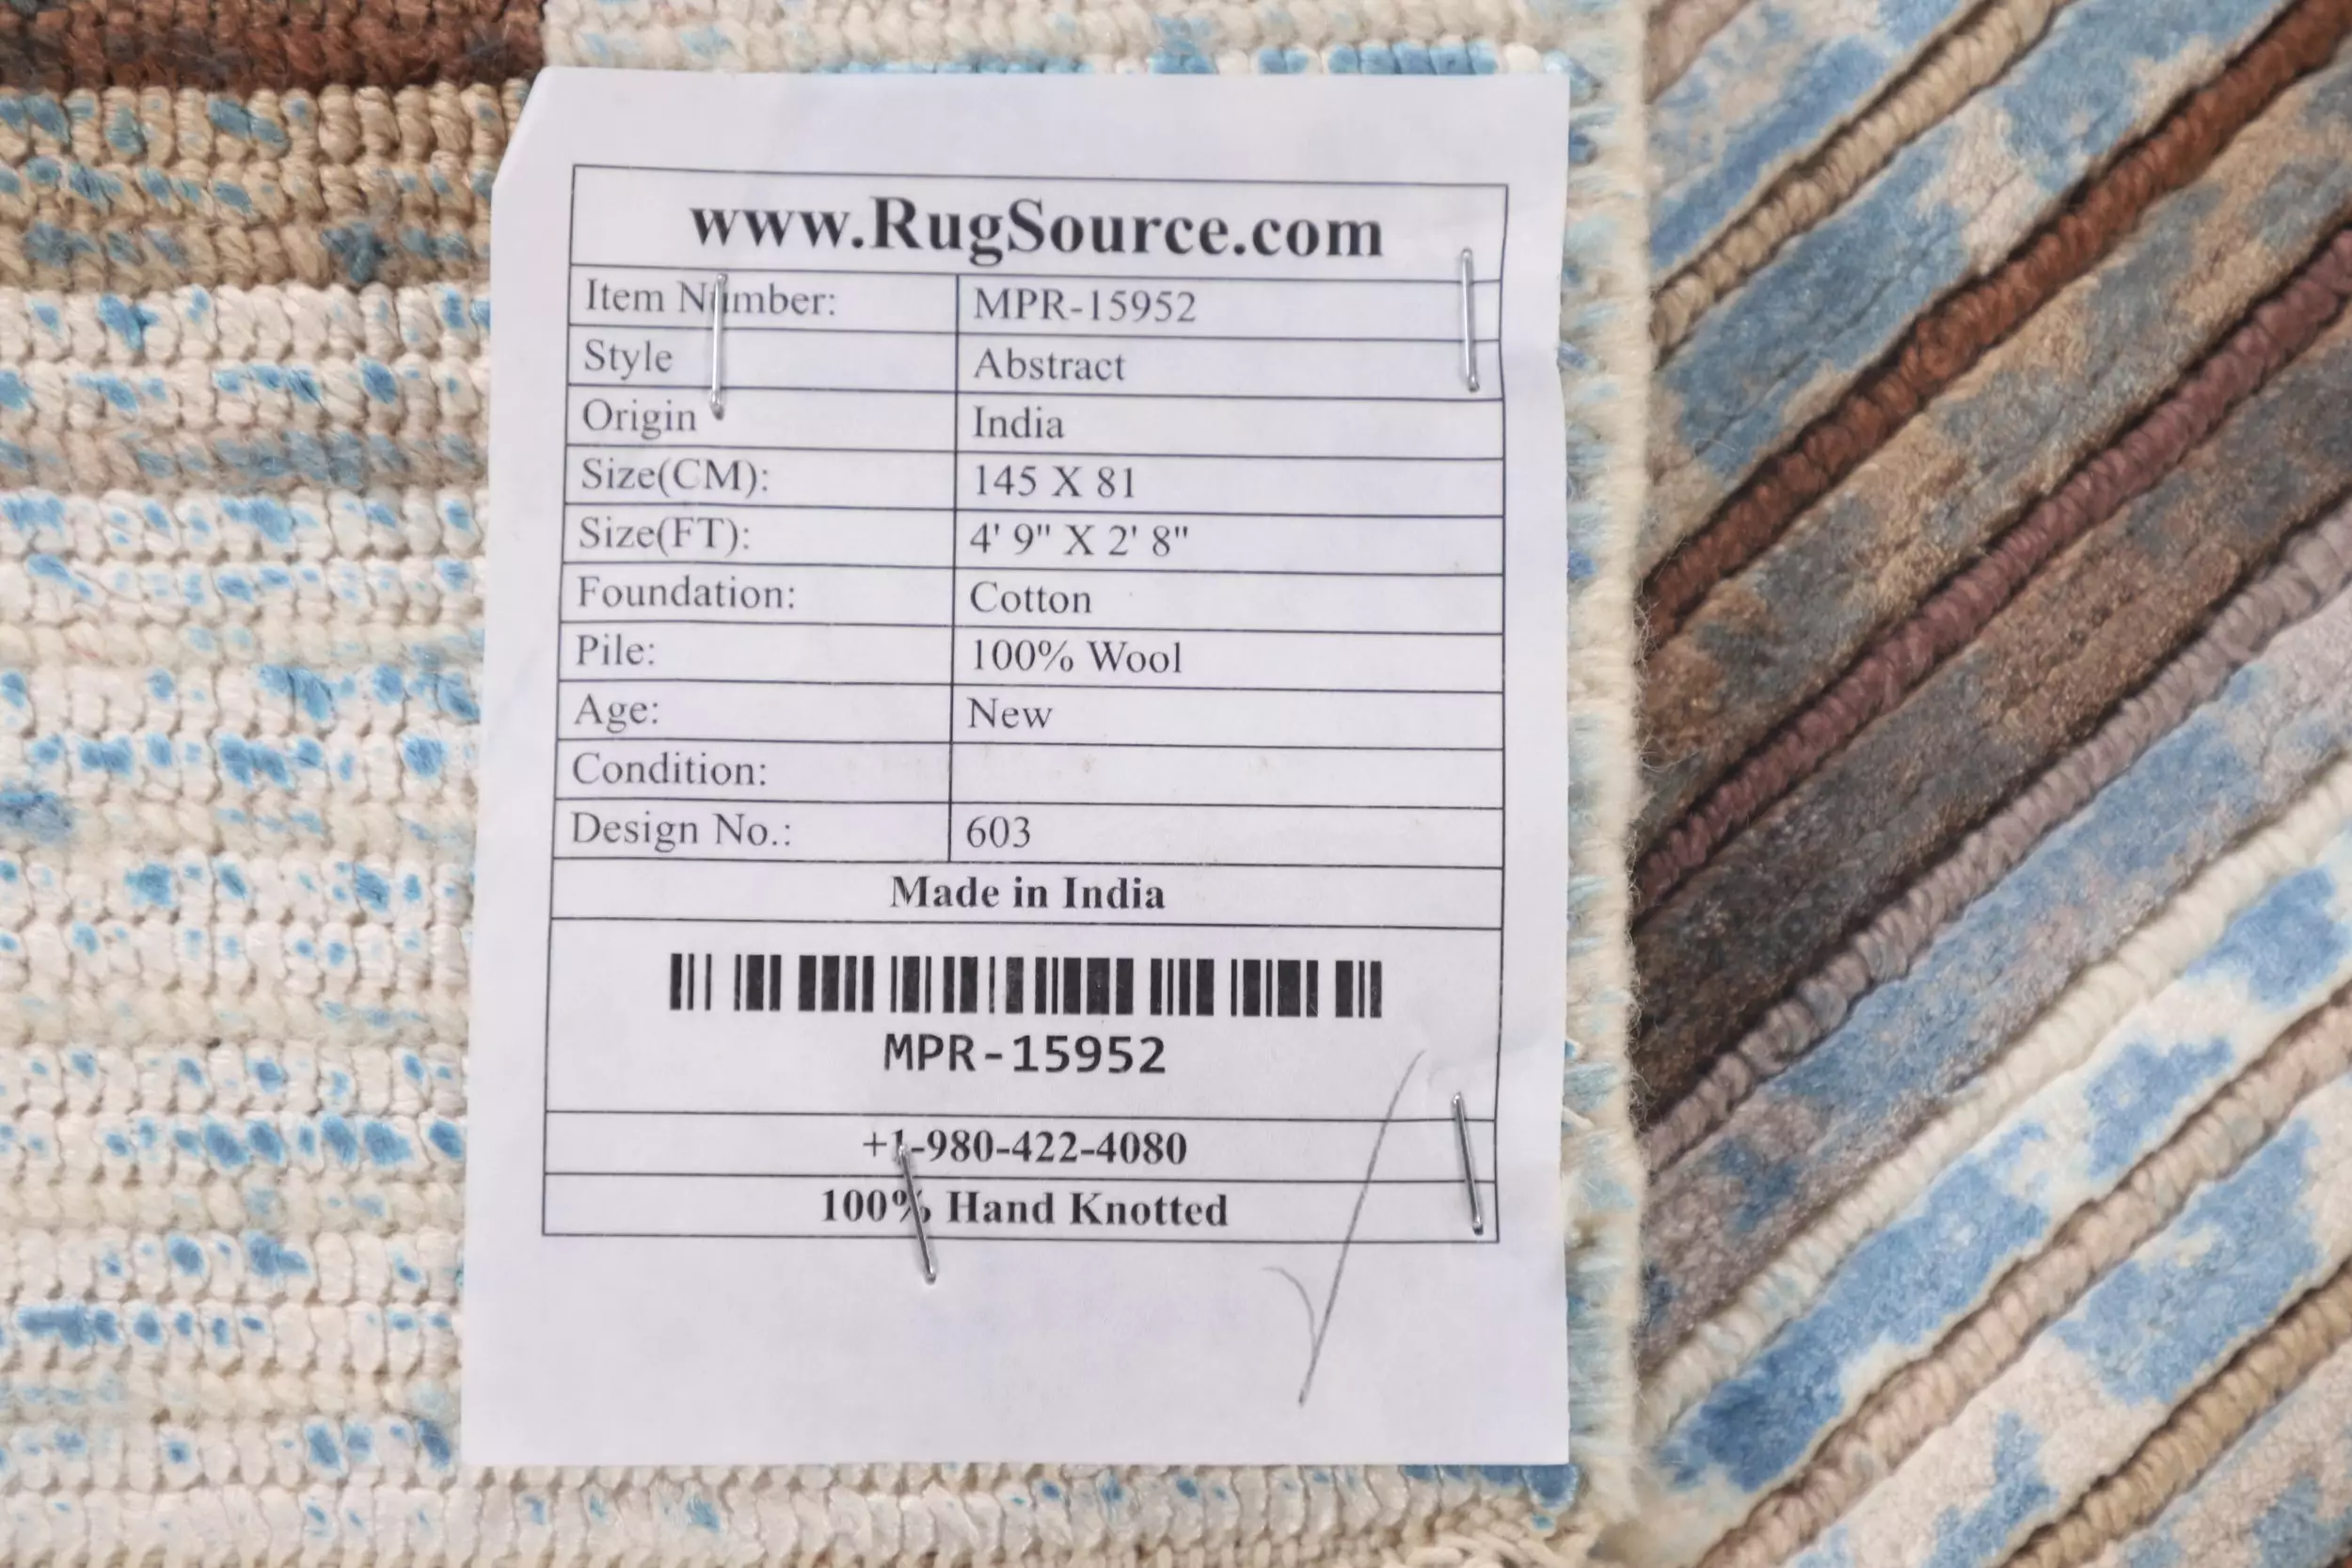 www.RugSource.com
Item Number: MPR-15952
Style Abstract
Origin India
Size(CM): 145 X 81
Size(FT): 4' 9" X 2' 8"
Foundation: Cotton
Pile: 100% Wool
Age: New
Condition:
Design No.: 603
Made in India
MPR-15952
+1-980-422-4080
100% Hand Knotted